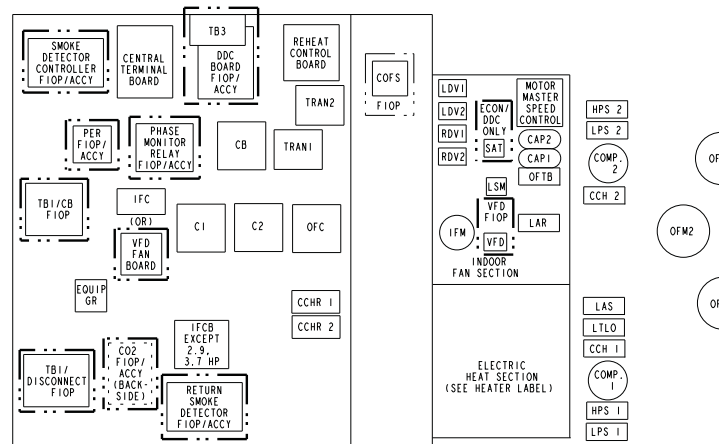 SMOKE
DETECTOR
CONTROLLER
FIOP/ACCY
CENTRAL
TERMINAL
BOARD
TB3
DDC
BOARD
FIOP/
ACCY
REHEAT
CONTROL
BOARD
TRAN2
COFS
FIOP
PER
FIOP/
ACCY
PHASE
MONITOR
RELAY
FIOP/ACCY
CB
TRAN1
TB1/CB
FIOP
IFC
(OR)
VFD
FAN
BOARD
C1
C2
OFC
EQUIP
GR
CCHR 1
CCHR 2
IFCB
EXCEPT
2.9,
3.7 HP
TB1/
DISCONNECT
FIOP
CO2
FIOP/
ACCY
(BACK-
SIDE)
RETURN
SMOKE
DETECTOR
FIOP/ACCY
LDV1
LDV2
RDV1
RDV2
ECON/
DDC
ONLY
SAT
MOTOR
MASTER
SPEED
CONTROL
CAP2
CAP1
OFTB
LSM
VFD
FIOP
VFD
IFM
LAR
INDOOR
FAN SECTION
ELECTRIC
HEAT SECTION
(SEE HEATER LABEL)
HPS 2
LPS 2
COMP.
2
CCH 2
LAS
LTLO
CCH 1
COMP.
1
HPS 1
LPS 1
OF
OFM2
OF